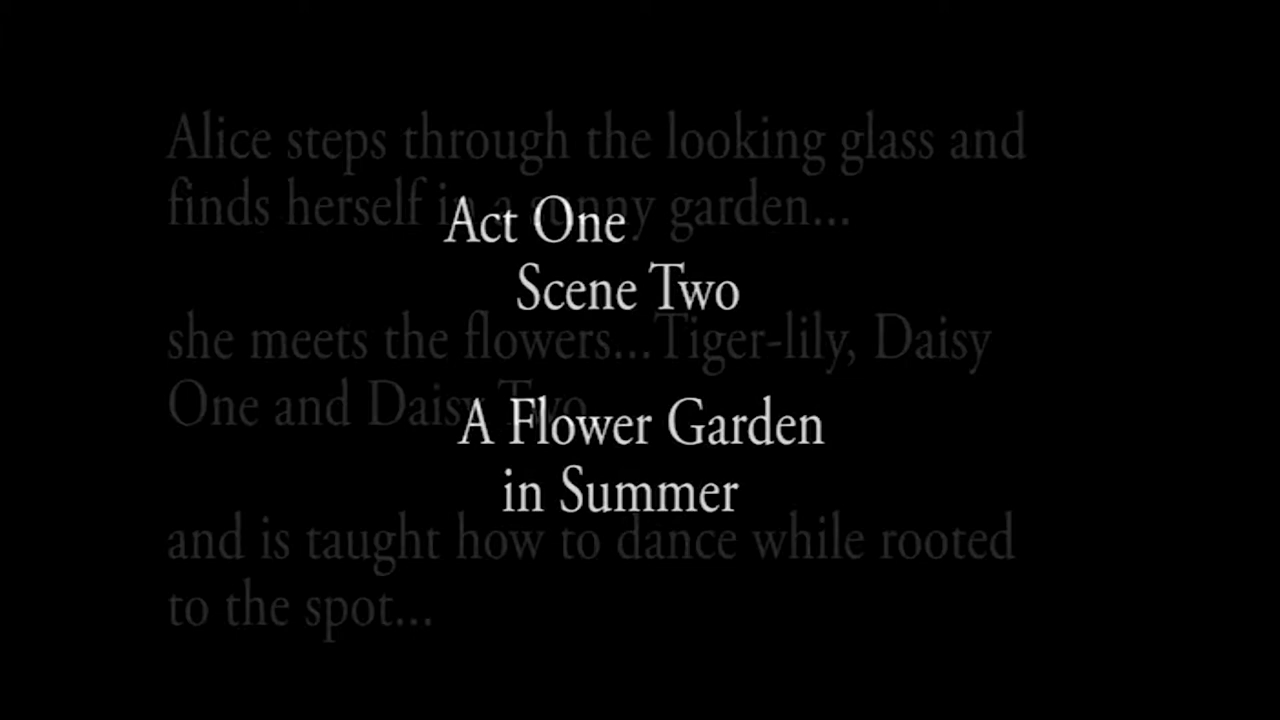 Alice steps through the looking glass and
finds herself in a sunny garden...
Act One
Scene Two
she meets the flowers...Tiger-lily, Daisy
One and Daisy Two
A Flower Garden
in Summer
and is taught how to dance while rooted
to the spot...